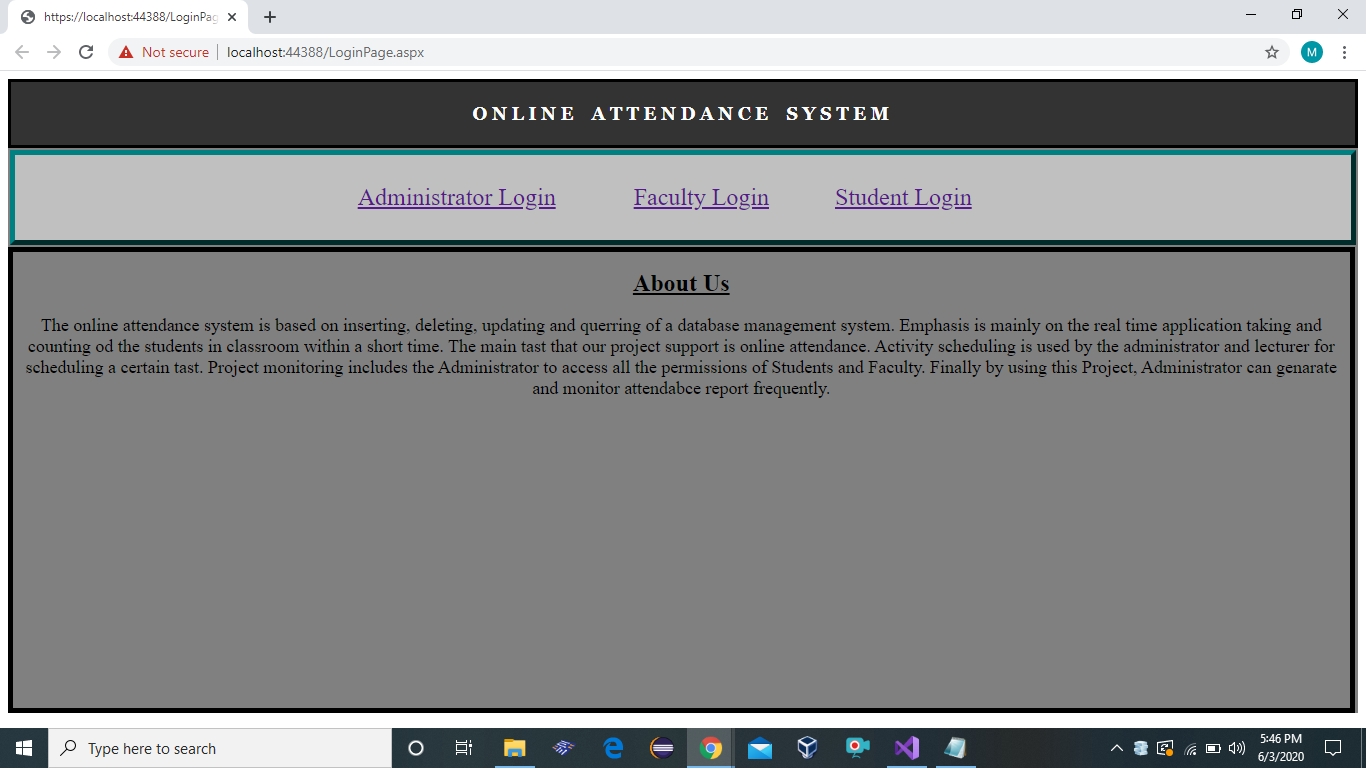 https://localhost:44388/LoginPag
Not secure
localhost:44388/LoginPage.aspx
M
ONLINE ATTENDANCE SYSTEM
Administrator Login
Faculty Login
Student Login
About Us
The online attendance system is based on inserting, deleting, updating and querring of a database management system. Emphasis is mainly on the real time application taking and
counting od the students in classroom within a short time. The main tast that our project support is online attendance. Activity scheduling is used by the administrator and lecturer for
scheduling a certain tast. Project monitoring includes the Administrator to access all the permissions of Students and Faculty. Finally by using this Project, Administrator can genarate
and monitor attendabce report frequently.
Type here to search
5:46 PM
6/3/2020